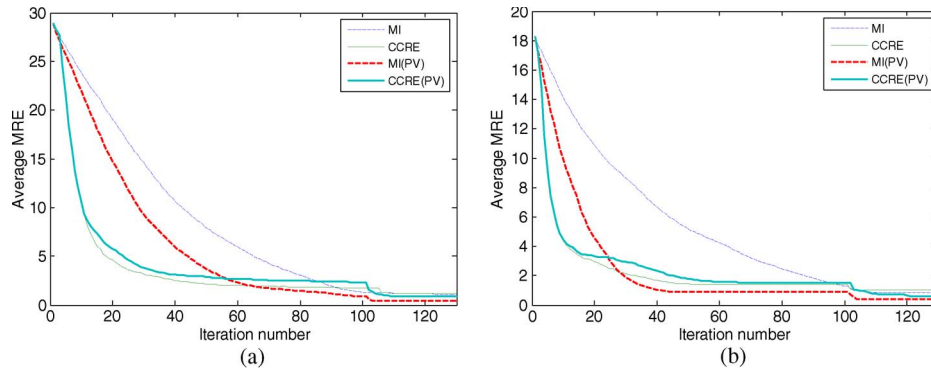 30
25
20
15
10
5
0
Average MRE
0 20 40 60 80 100 120
Iteration number
MI
CCRE
MI(PV)
CCRE(PV)
(a)
20
18
16
14
12
10
8
6
4
2
0
Average MRE
0 20 40 60 80 100 120
Iteration number
MI
CCRE
MI(PV)
CCRE(PV)
(b)